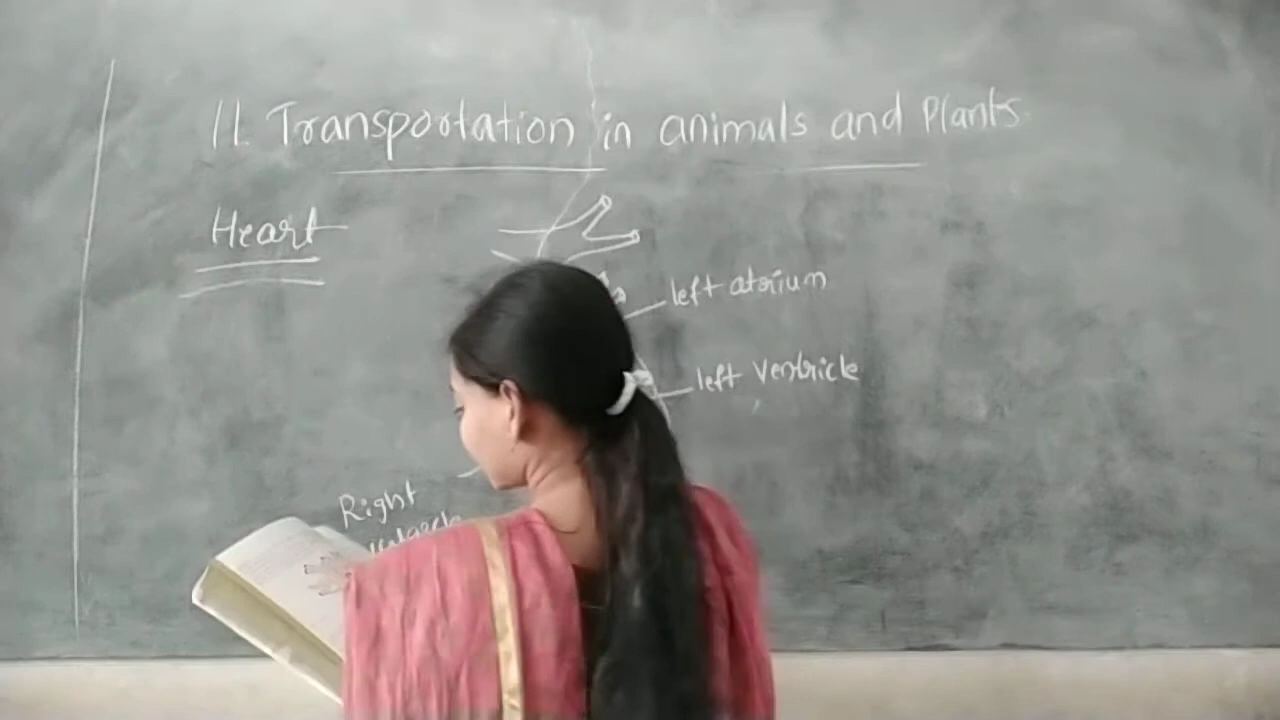 11. Transportation in animals and Plants
Heart
left atrium
left Ventricle
Right